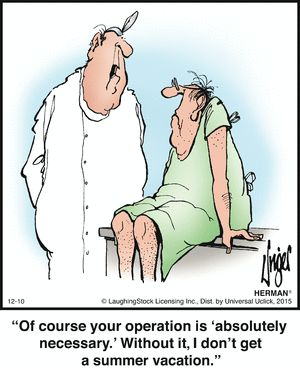 Unger
HERMAN®
12-10
© LaughingStock Licensing Inc., Dist. by Universal Uclick, 2015
“Of course your operation is ‘absolutely
necessary.’ Without it, I don’t get
a summer vacation.”